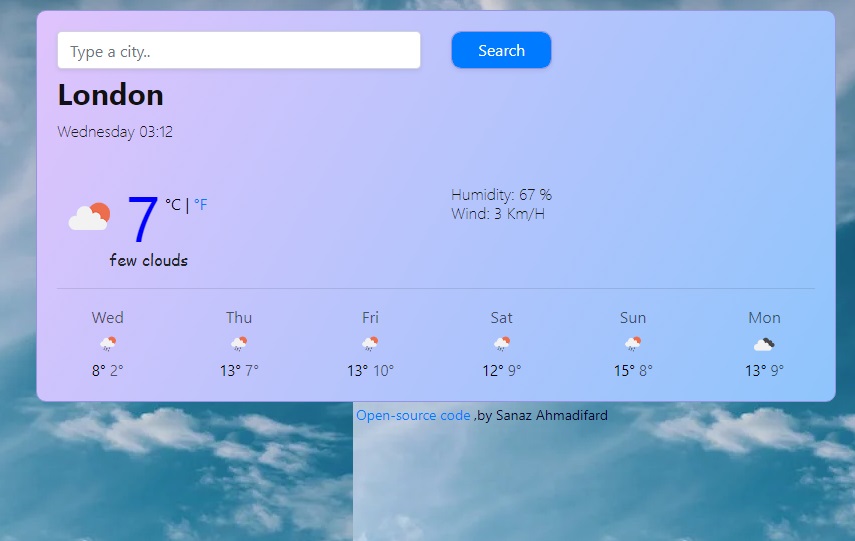 Type a city..
Search
London
Wednesday 03:12
7 °C | °F
few clouds
Humidity: 67 %
Wind: 3 Km/H
Wed Thu Fri Sat Sun Mon
8° 2° 13° 7° 13° 10° 12° 9° 15° 8° 13° 9°
Open-source code ,by Sanaz Ahmadifard